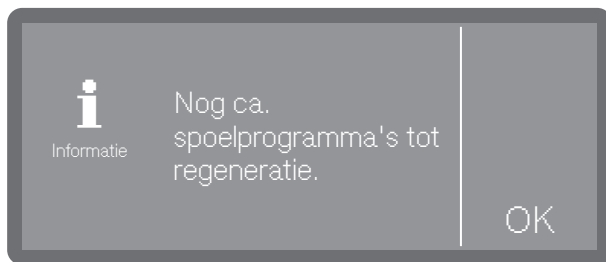 Informatie
Nog ca.
spoelprogramma's tot
regeneratie.
OK